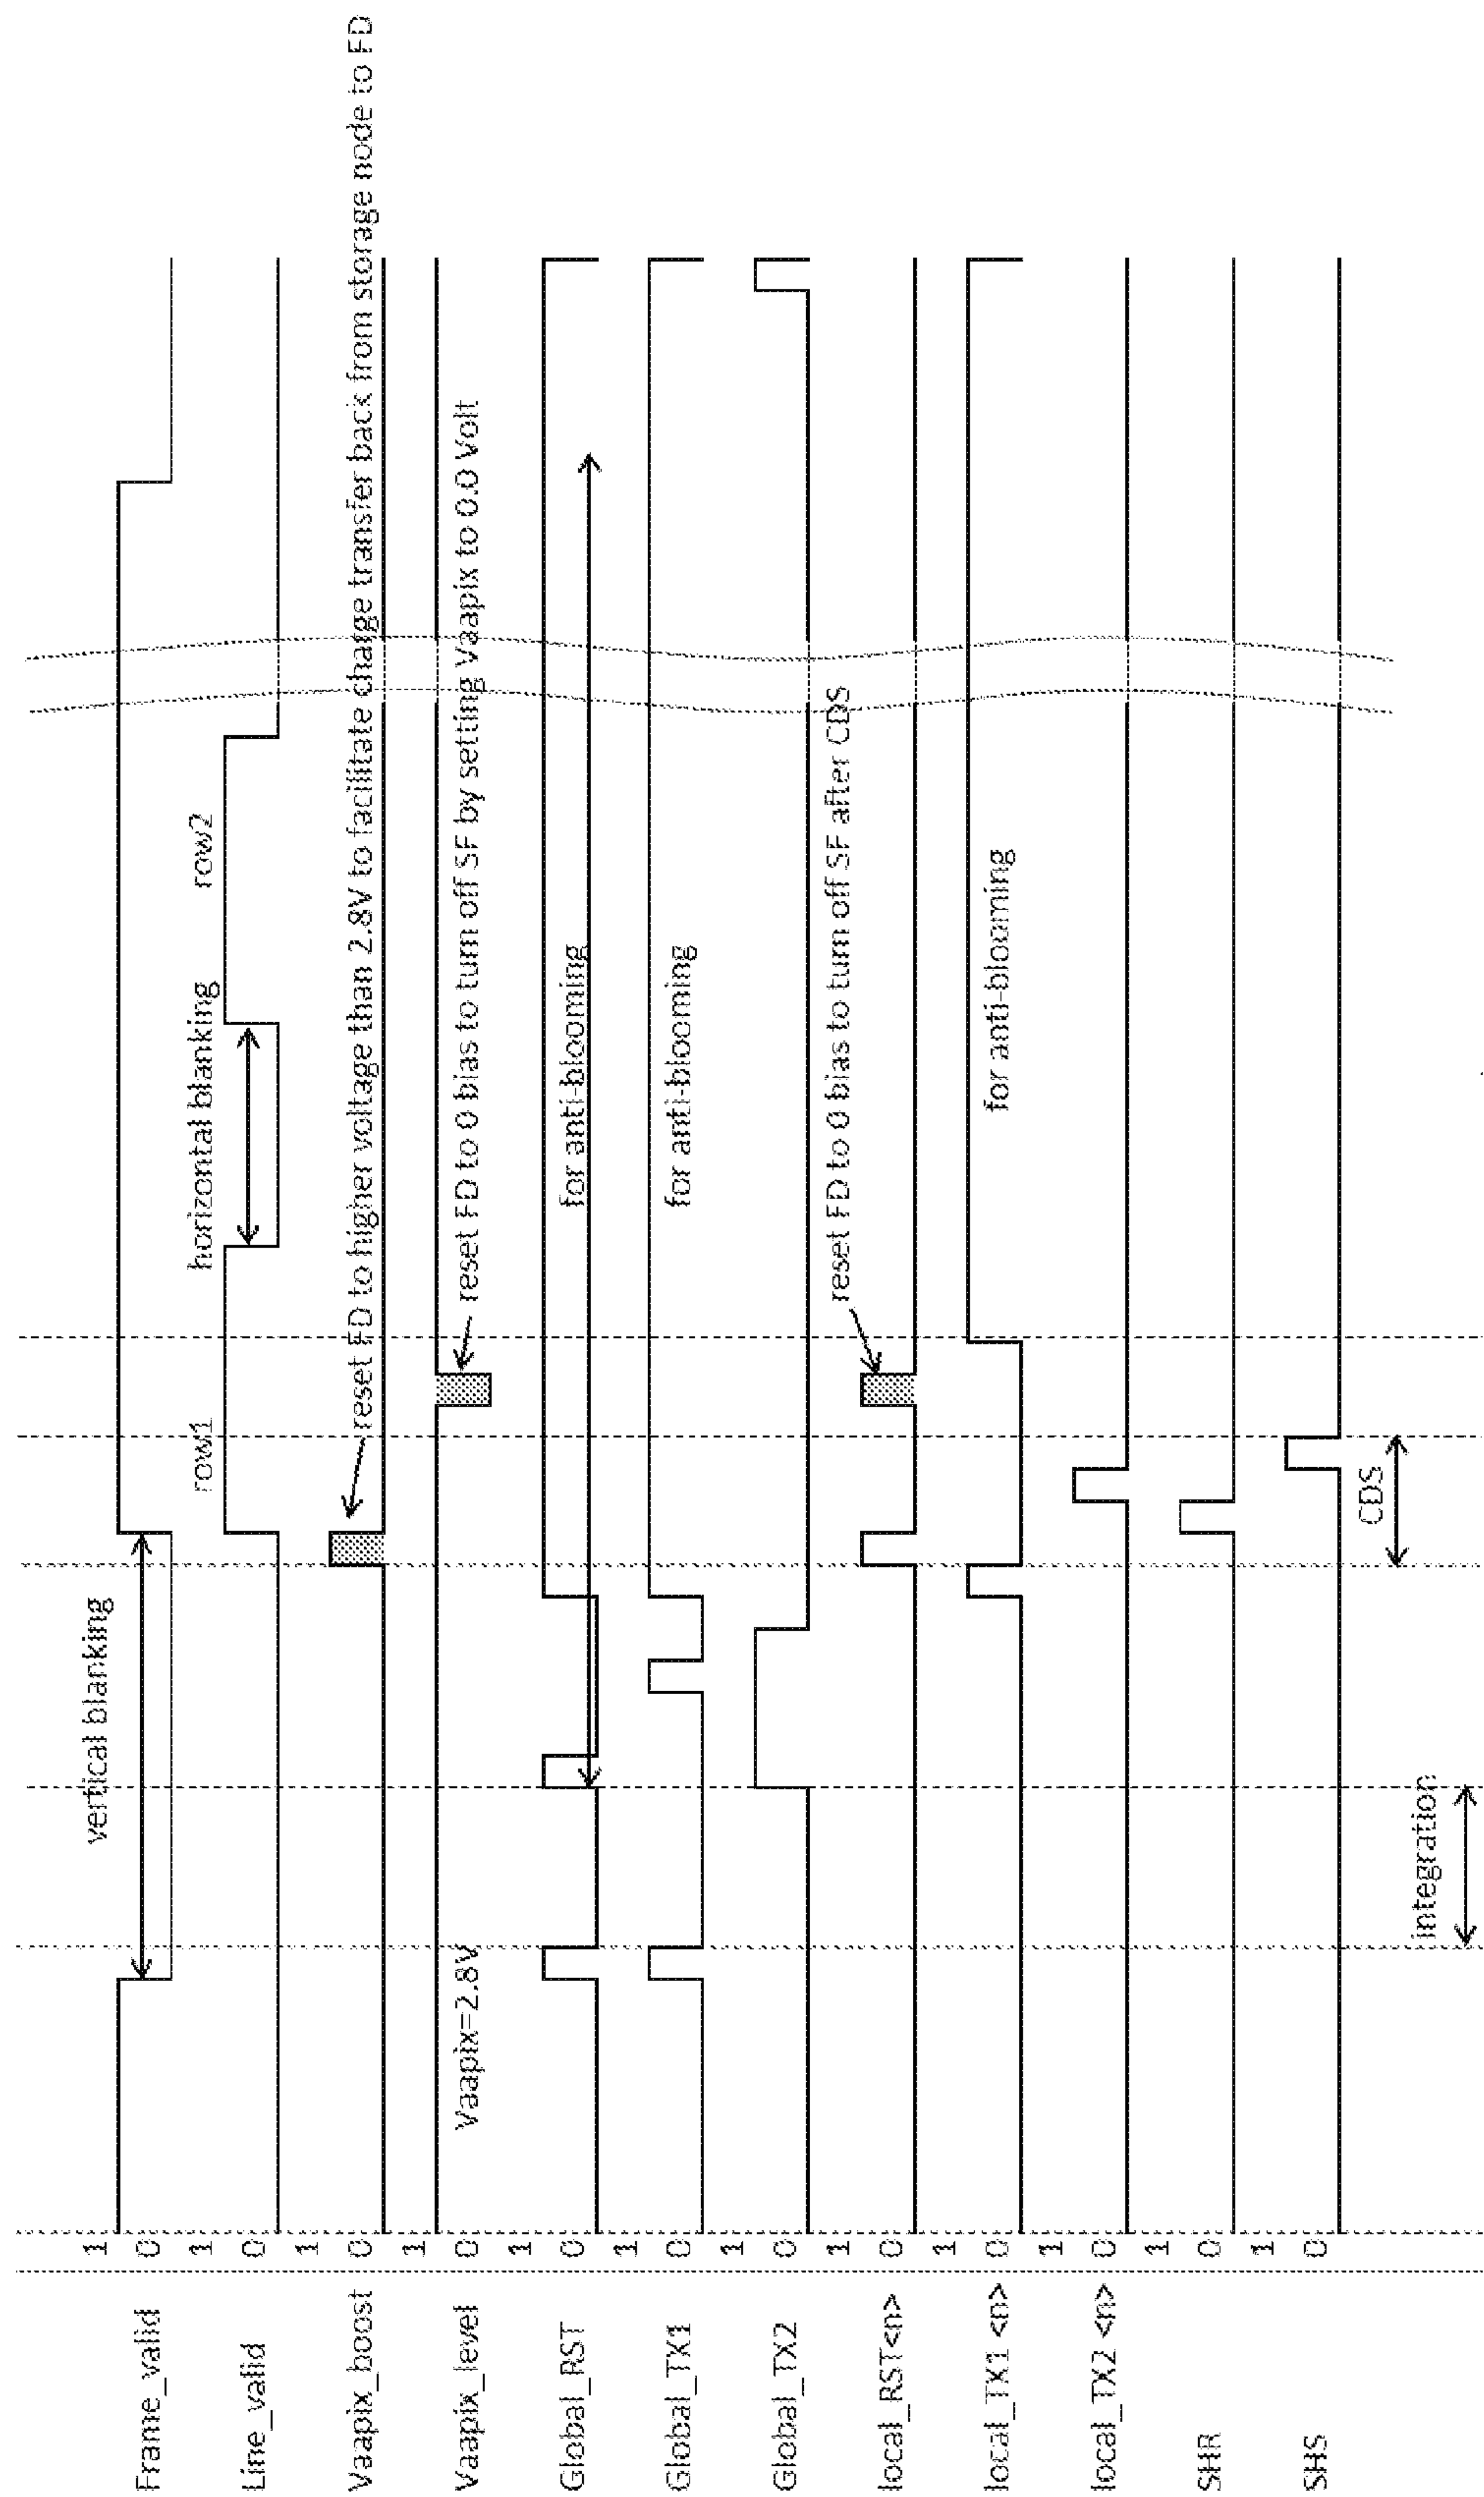 Frame_valid
1
0
vertical blanking
Line_valid
1
0
row1
horizontal blanking
row2
Vaapix_boost
1
0
reset FD to higher voltage than 2.8V to facilitate charge transfer back from storage node to FD
Vaapix_level
1
0
Vaapix=2.8V
reset FD to 0 bias to turn off SF by setting Vaapix to 0.0 Volt
Global_RST
1
0
for anti-blooming
Global_TX1
1
0
for anti-blooming
Global_TX2
1
0
local_RST<n>
1
0
reset FD to 0 bias to turn off SF after CDS
local_TX1 <n>
1
0
for anti-blooming
local_TX2 <n>
1
0
SHR
1
0
SHS
1
0
CDS
integration